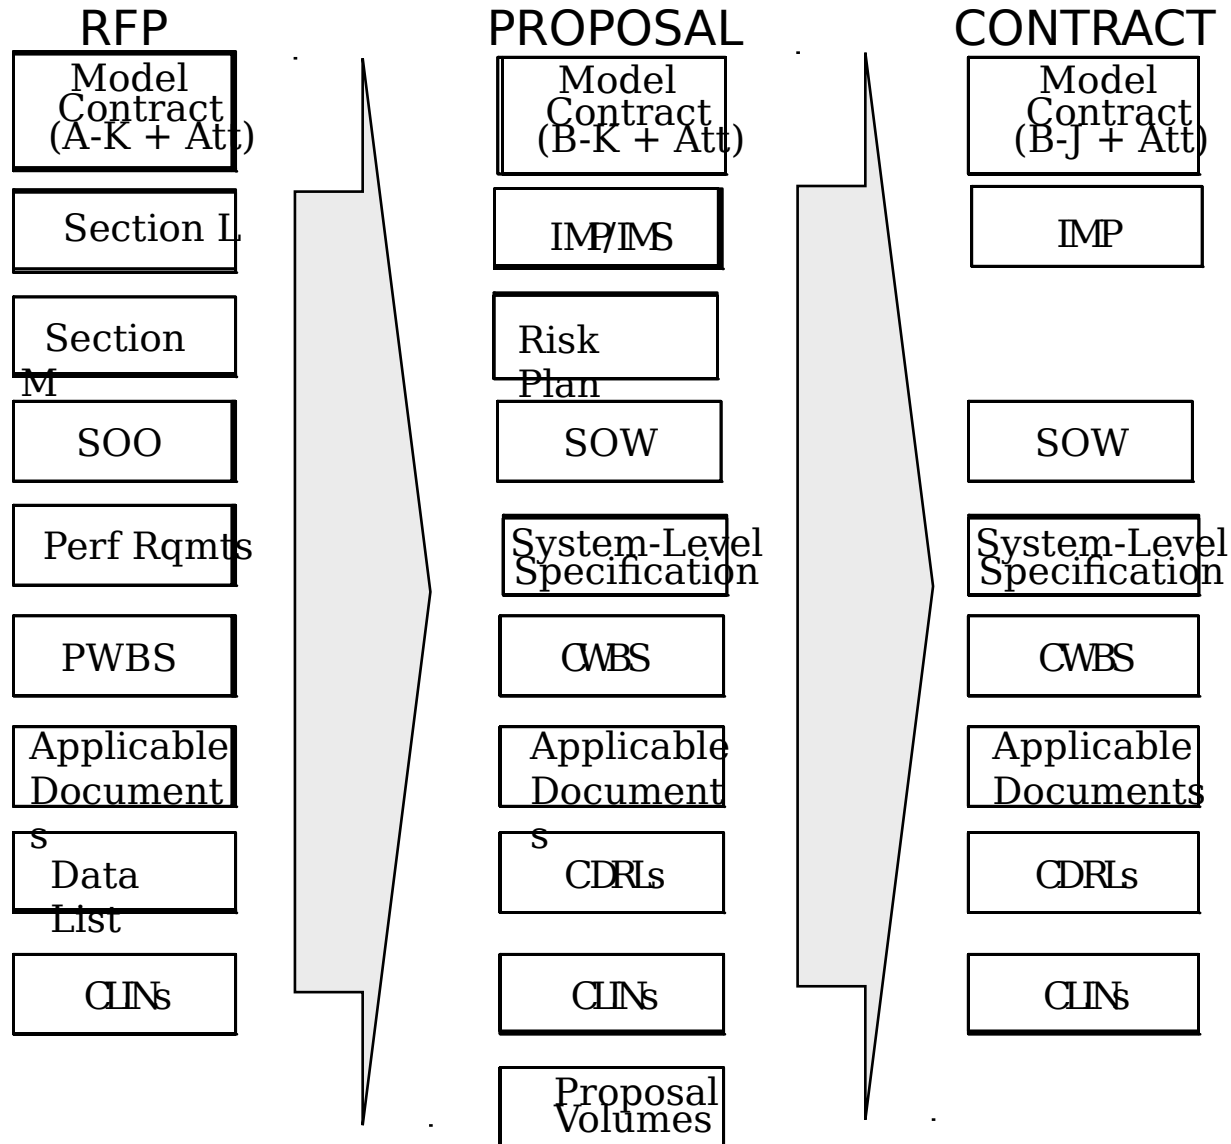 RFP
Model
Contract
(A-K + Att)
Section L
Section
M
SOO
Perf Rqmts
PWBS
Applicable
Document
s
Data
List
CLINs
PROPOSAL
Model
Contract
(B-K + Att)
IMP/IMS
Risk
Plan
SOW
System-Level
Specification
CWBS
Applicable
Document
s
CDRLs
CLINs
Proposal
Volumes
CONTRACT
Model
Contract
(B-J + Att)
IMP
SOW
System-Level
Specification
CWBS
Applicable
Documents
CDRLs
CLINs